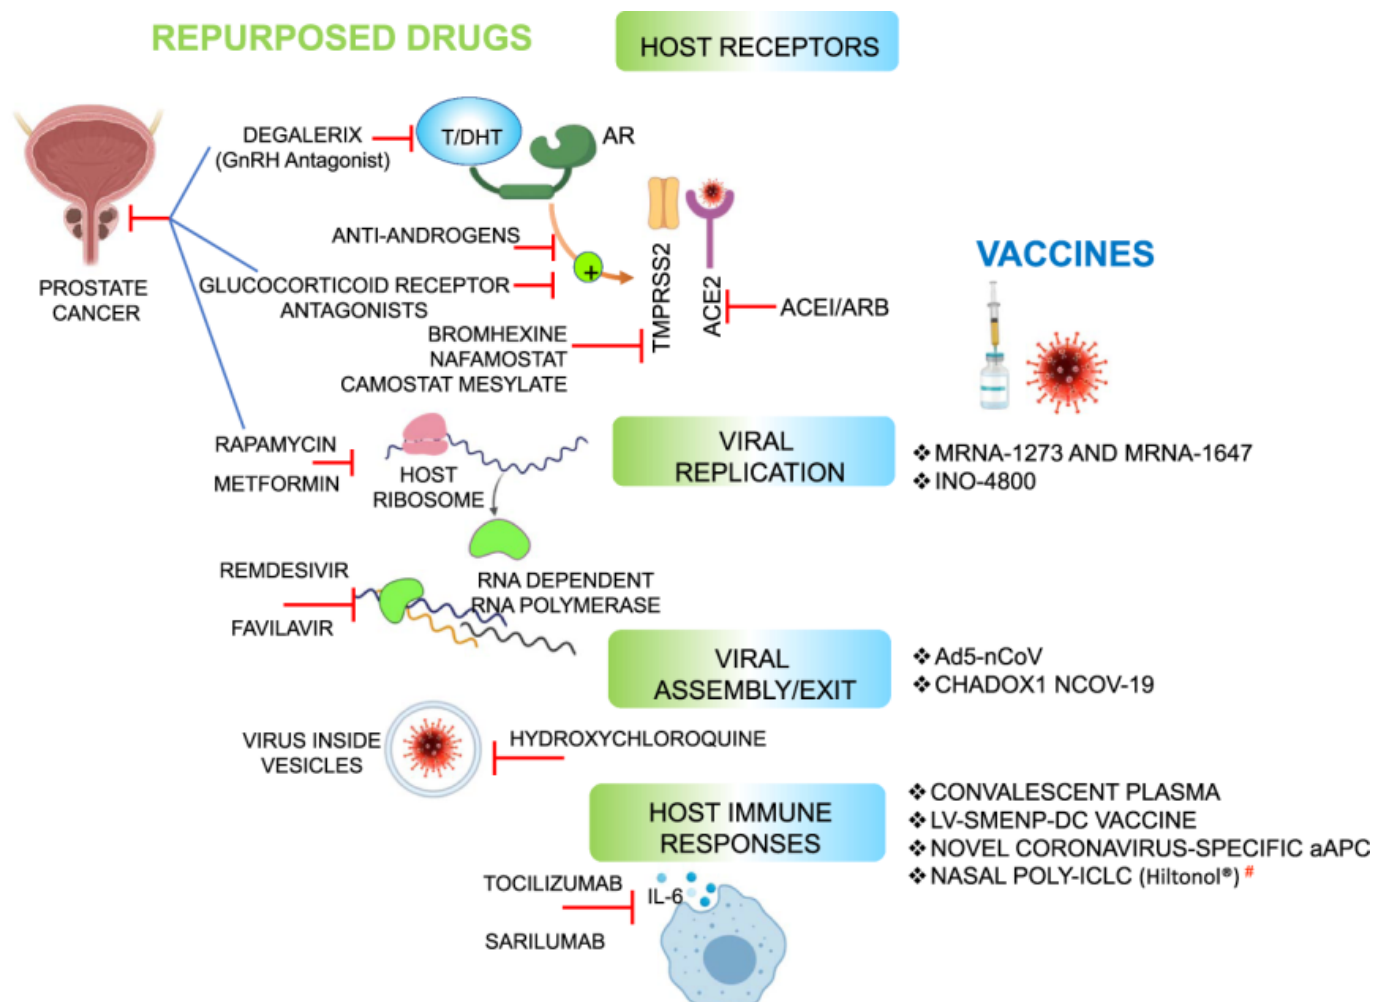 REPURPOSED DRUGS
HOST RECEPTORS
DEGALERIX
(GnRH Antagonist)
T/DHT
AR
ANTI-ANDROGENS
+
GLUCOCORTICOID RECEPTOR
ANTAGONISTS
PROSTATE
CANCER
BROMHEXINE
NAFAMOSTAT
CAMOSTAT MESYLATE
TMPRSS2
ACE2
ACEI/ARB
VACCINES
RAPAMYCIN
METFORMIN
HOST
RIBOSOME
VIRAL
REPLICATION
❖MRNA-1273 AND MRNA-1647
❖INO-4800
REMDESIVIR
FAVILAVIR
RNA DEPENDENT
RNA POLYMERASE
VIRAL
ASSEMBLY/EXIT
❖Ad5-nCoV
❖CHADOX1 NCOV-19
VIRUS INSIDE
VESICLES
HYDROXYCHLOROQUINE
HOST IMMUNE
RESPONSES
❖CONVALESCENT PLASMA
❖LV-SMENP-DC VACCINE
❖NOVEL CORONAVIRUS-SPECIFIC aAPC
❖NASAL POLY-ICLC (Hiltonol®) #
TOCILIZUMAB
SARILUMAB
IL-6